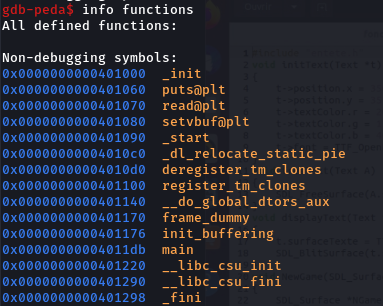 gdb-peda$ info functions
All defined functions:
Non-debugging symbols:
0x0000000000401000 _init
0x0000000000401060 puts@plt
0x0000000000401070 read@plt
0x0000000000401080 setvbuf@plt
0x0000000000401090 _start
0x00000000004010c0 _dl_relocate_static_pie
0x00000000004010d0 deregister_tm_clones
0x0000000000401100 register_tm_clones
0x0000000000401140 __do_global_dtors_aux
0x0000000000401170 frame_dummy
0x0000000000401176 init_buffering
0x00000000004011db main
0x0000000000401220 __libc_csu_init
0x0000000000401290 __libc_csu_fini
0x0000000000401298 _fini